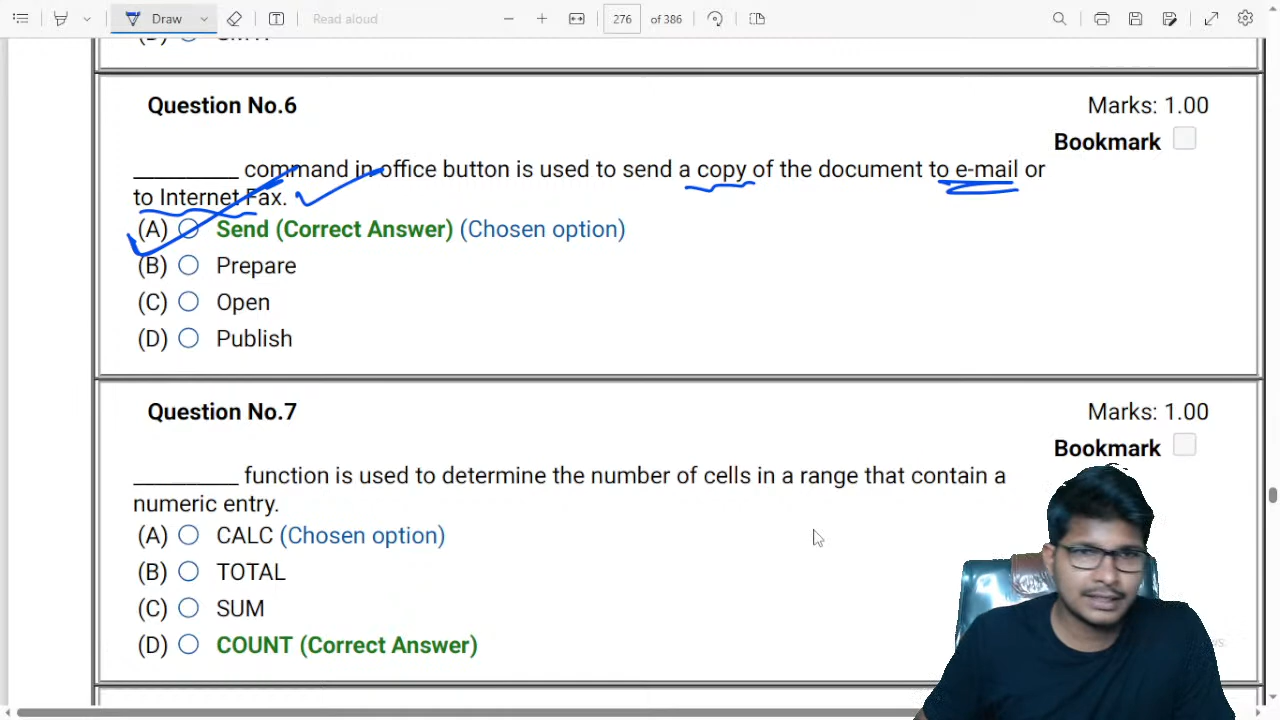 Draw
Read aloud
276
of 386
Question No.6
Marks: 1.00
Bookmark
__________ command in office button is used to send a copy of the document to e-mail or
to Internet Fax.
(A) Send (Correct Answer) (Chosen option)
(B) Prepare
(C) Open
(D) Publish
Question No.7
Marks: 1.00
Bookmark
__________ function is used to determine the number of cells in a range that contain a
numeric entry.
(A) CALC (Chosen option)
(B) TOTAL
(C) SUM
(D) COUNT (Correct Answer)